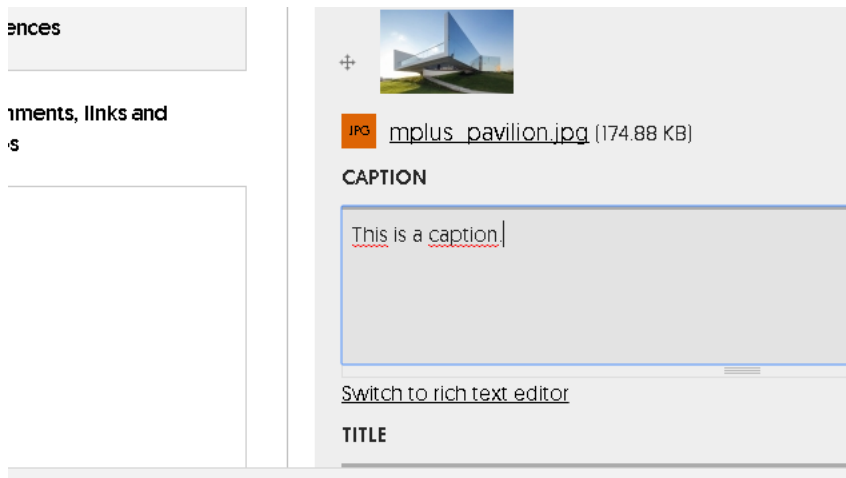 ences
nments, links and
s
JPG mplus_pavilion.jpg (174.88 KB)
CAPTION
This is a caption.
Switch to rich text editor
TITLE